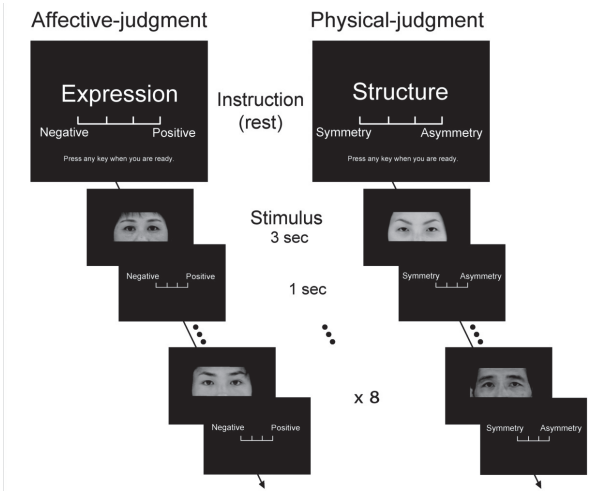 Affective-judgment
Physical-judgment
Expression
Negative Positive
Press any key when you are ready.
Instruction
(rest)
Structure
Symmetry Asymmetry
Press any key when you are ready.
Stimulus
3 sec
Negative Positive
1 sec
Symmetry Asymmetry
x 8
Negative Positive
Symmetry Asymmetry